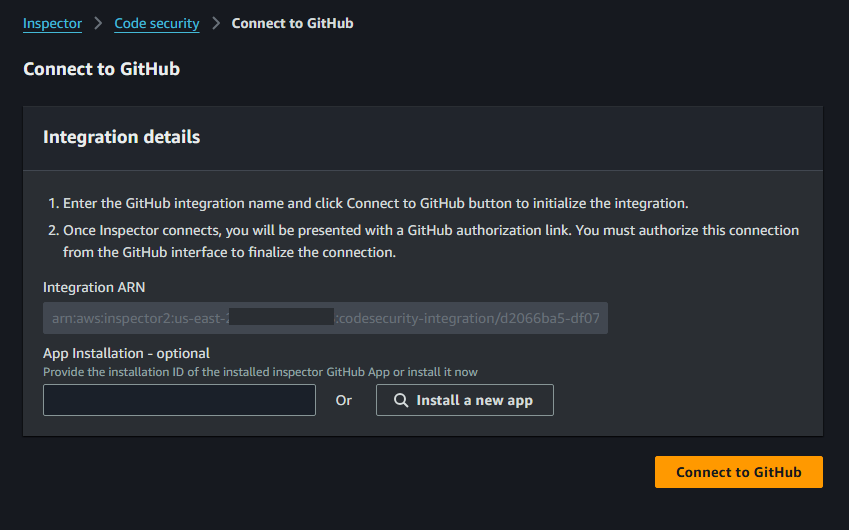 Inspector > Code security > Connect to GitHub
Connect to GitHub
Integration details
1. Enter the GitHub integration name and click Connect to GitHub button to initialize the integration.
2. Once Inspector connects, you will be presented with a GitHub authorization link. You must authorize this connection
from the GitHub interface to finalize the connection.
Integration ARN
arn:aws:inspector2:us-east-2 :codesecurity-integration/d2066ba5-df07
App Installation - optional
Provide the installation ID of the installed inspector GitHub App or install it now
Or Install a new app
Connect to GitHub